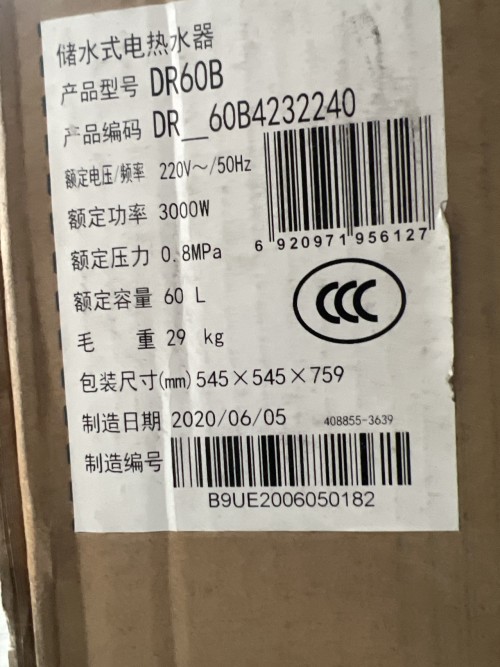 储水式电热水器
产品型号 DR60B
产品编码 DR__60B4232240
额定电压/频率 220V～/50Hz
额定功率 3000W
6 920971 956127
额定压力 0.8MPa
CCC
额定容量 60 L
毛 重 29 kg
包装尺寸(mm) 545×545×759
制造日期 2020/06/05 408855-3639
制造编号
B9UE2006050182